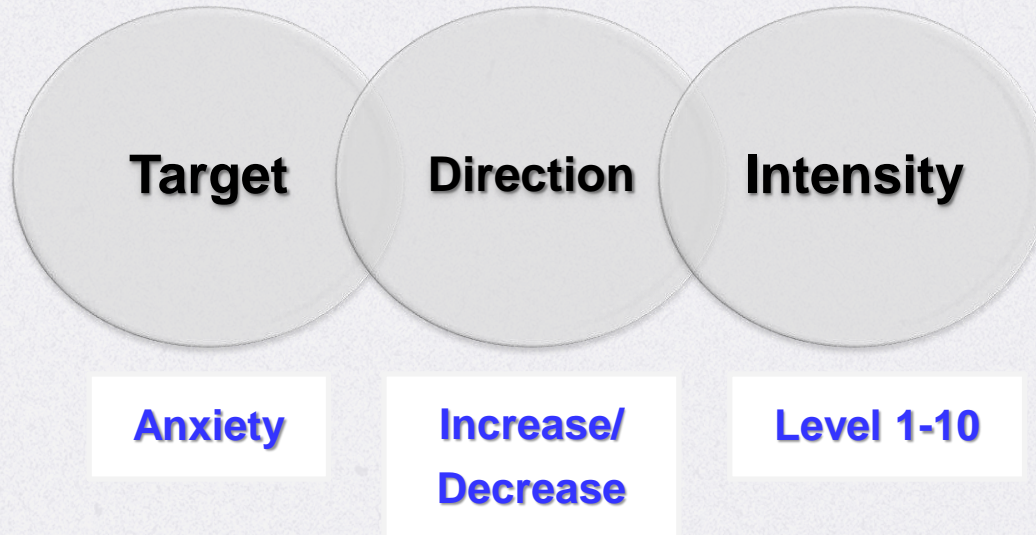 Target
Direction
Intensity
Anxiety
Increase/
Decrease
Level 1-10